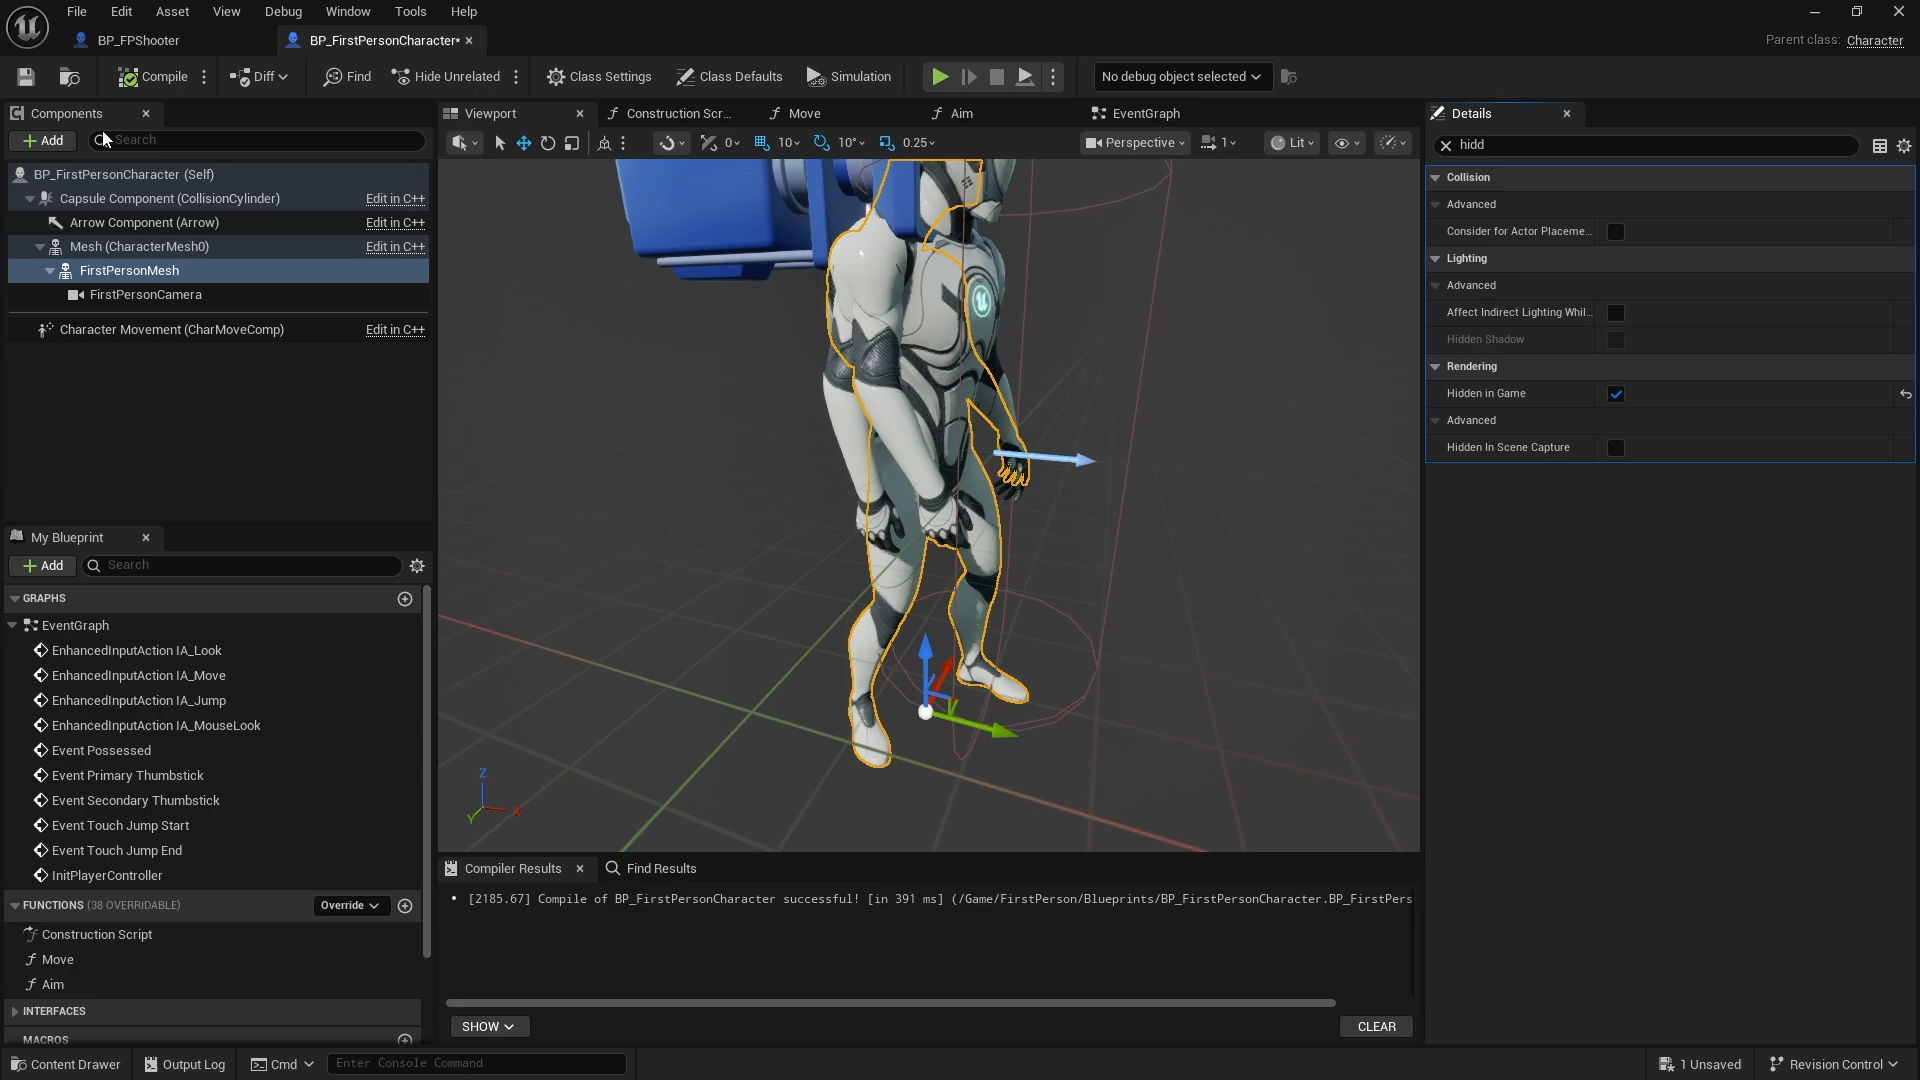 File Edit Asset View Debug Window Tools Help
BP_FPShooter
BP_FirstPersonCharacter*
Parent class: Character
Compile
Diff
Find
Hide Unrelated
Class Settings
Class Defaults
Simulation
No debug object selected
Components
Add
Search
BP_FirstPersonCharacter (Self)
Capsule Component (CollisionCylinder) Edit in C++
Arrow Component (Arrow) Edit in C++
Mesh (CharacterMesh0) Edit in C++
FirstPersonMesh
FirstPersonCamera
Character Movement (CharMoveComp) Edit in C++
My Blueprint
Add
Search
GRAPHS
EventGraph
EnhancedInputAction IA_Look
EnhancedInputAction IA_Move
EnhancedInputAction IA_Jump
EnhancedInputAction IA_MouseLook
Event Possessed
Event Primary Thumbstick
Event Secondary Thumbstick
Event Touch Jump Start
Event Touch Jump End
InitPlayerController
FUNCTIONS (38 OVERRIDABLE) Override
Construction Script
Move
Aim
INTERFACES
MACROS
Viewport
Construction Scr...
Move
Aim
EventGraph
0
10
10°
0.25
Perspective
1
Lit
Z
X
Y
Compiler Results
Find Results
[2185.67] Compile of BP_FirstPersonCharacter successful! [in 391 ms] (/Game/FirstPerson/Blueprints/BP_FirstPersonCharacter.BP_FirstPers
SHOW
CLEAR
Details
hidd
Collision
Advanced
Consider for Actor Placeme...
Lighting
Advanced
Affect Indirect Lighting Whil...
Hidden Shadow
Rendering
Hidden in Game
Advanced
Hidden In Scene Capture
Content Drawer
Output Log
Cmd
Enter Console Command
1 Unsaved
Revision Control